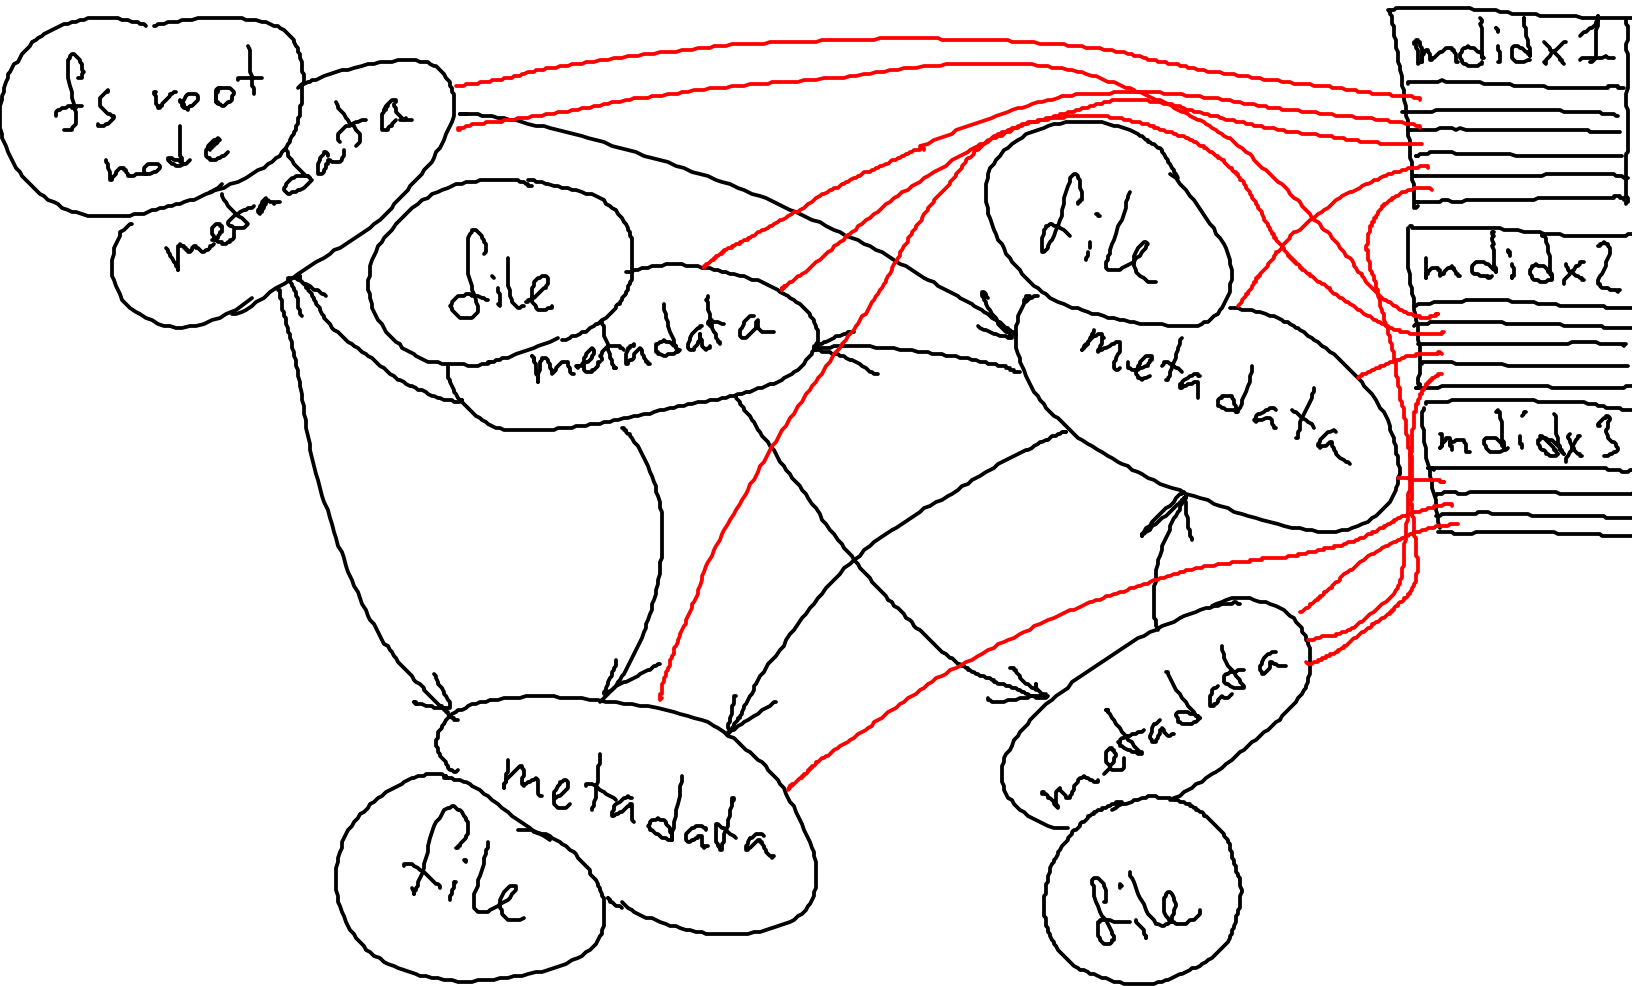 fs root
node
metadata
file
metadata
file
metadata
mdidx1
mdidx2
mdidx3
metadata
file
metadata
file